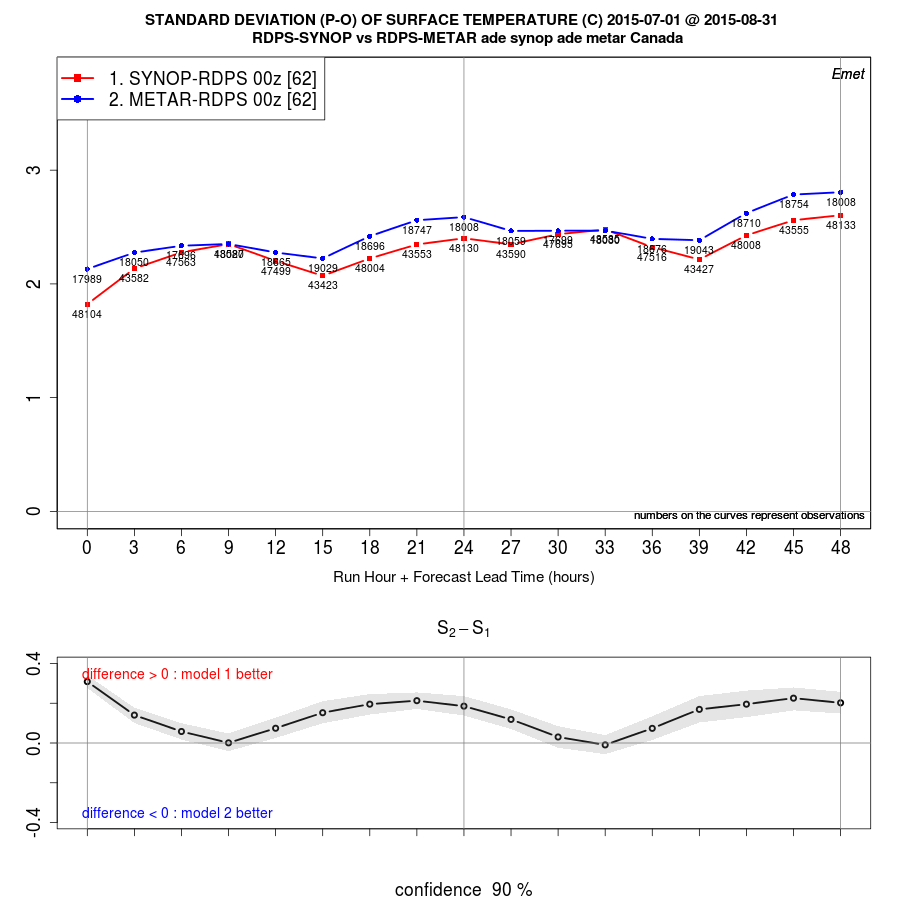 STANDARD DEVIATION (P-O) OF SURFACE TEMPERATURE (C) 2015-07-01 @ 2015-08-31
RDPS-SYNOP vs RDPS-METAR ade synop ade metar Canada
1. SYNOP-RDPS 00z [62]
2. METAR-RDPS 00z [62]
Emet
3
2
1
0
17989 18050 19029 18696 18747 18008 18710 18754 18008 19043
48104 43582 47563 47499 43423 48004 43553 48130 43590 47516 43427 48008 43555 48133
numbers on the curves represent observations
0 3 6 9 12 15 18 21 24 27 30 33 36 39 42 45 48
Run Hour + Forecast Lead Time (hours)
S2 – S1
difference > 0 : model 1 better
0.4
0.0
-0.4
difference < 0 : model 2 better
confidence 90 %